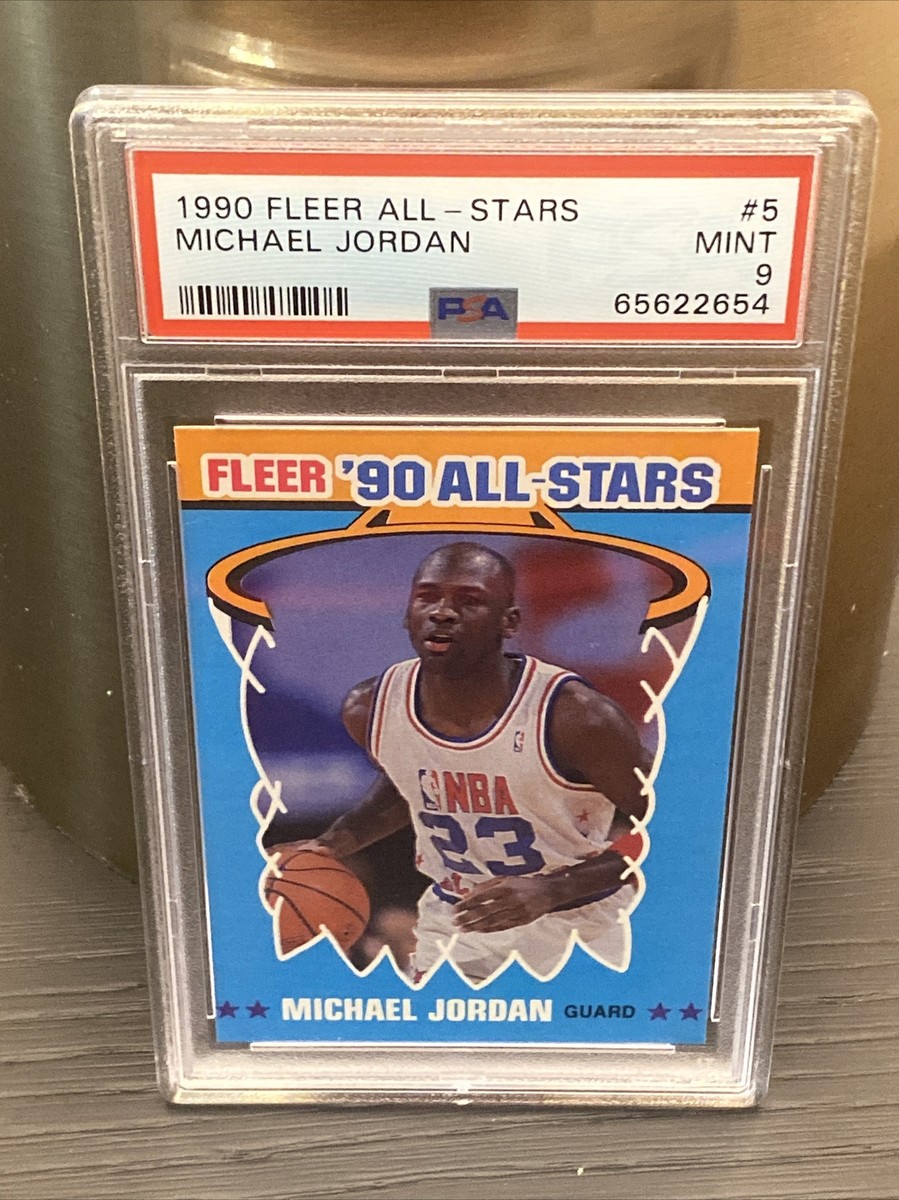 1990 FLEER ALL-STARS #5
MICHAEL JORDAN MINT
9
PSA 65622654
FLEER '90 ALL-STARS
NBA
23
MICHAEL JORDAN GUARD